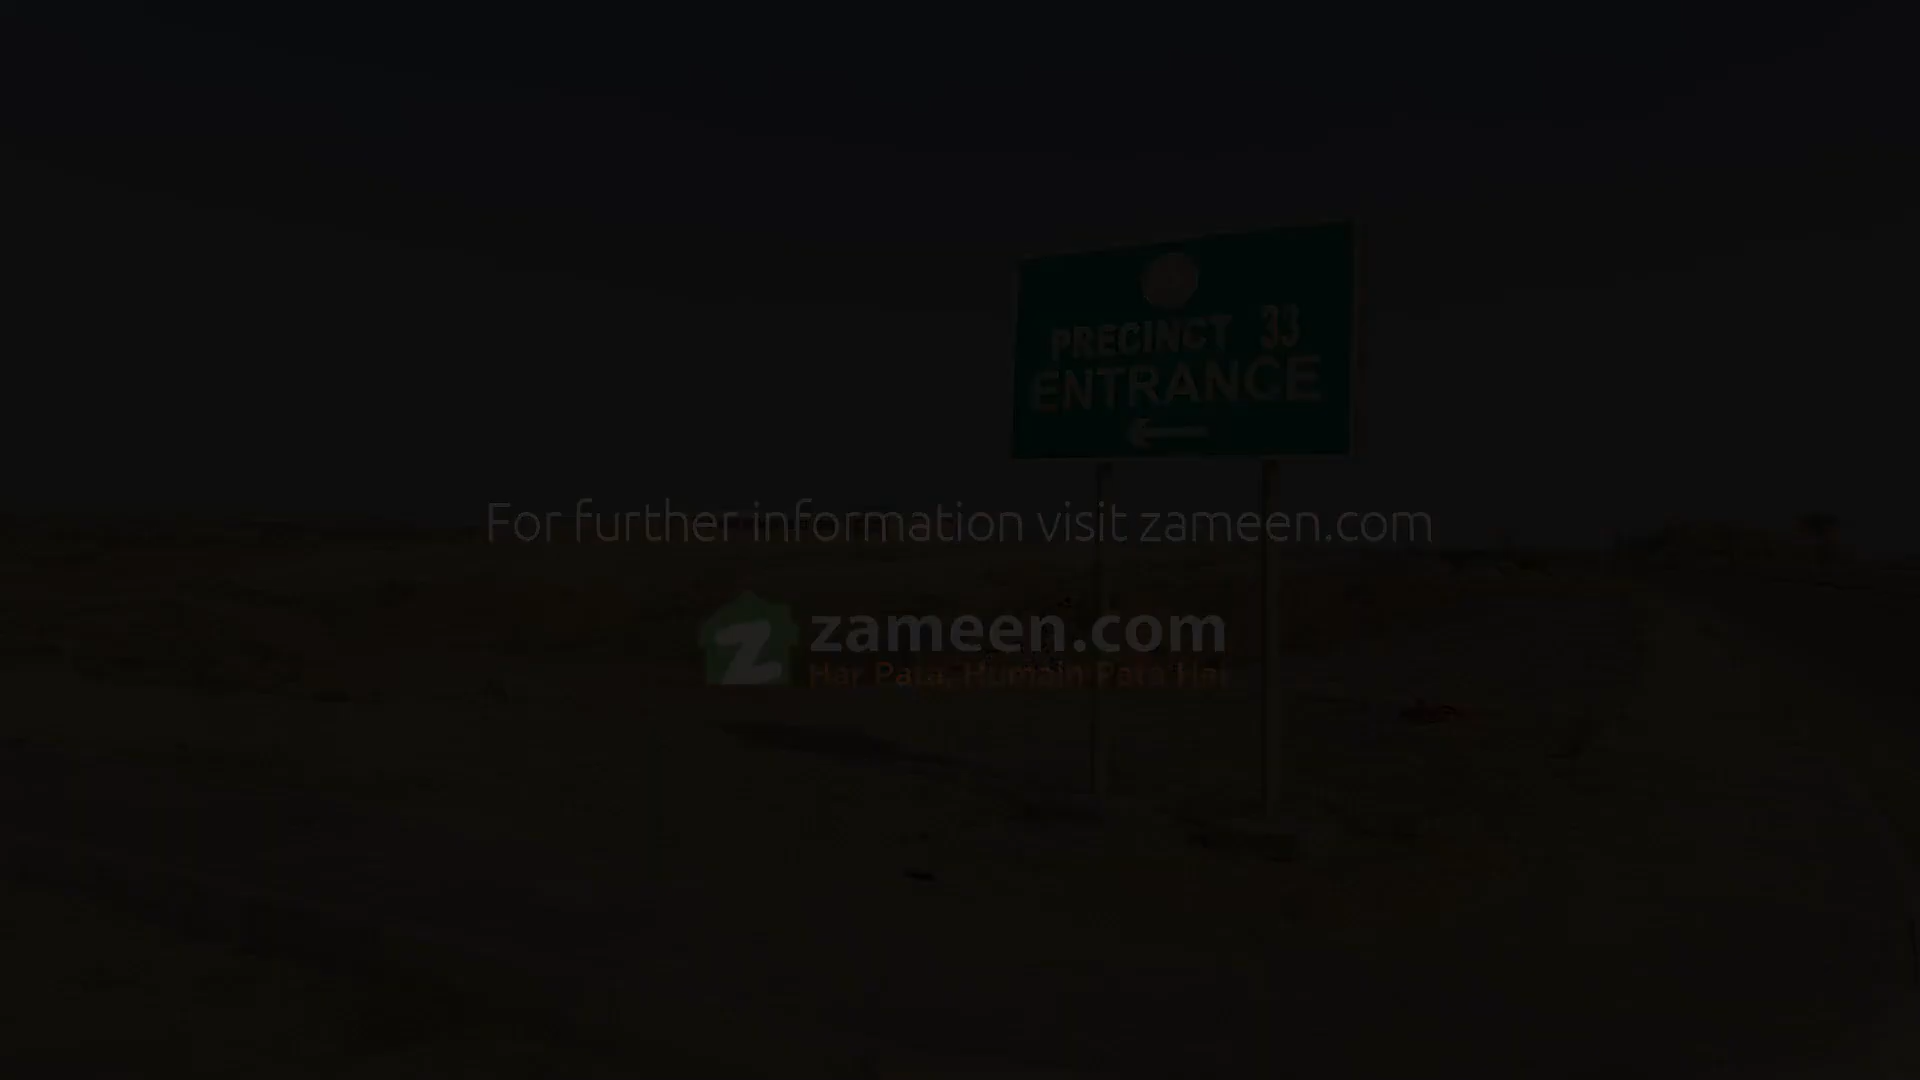 PRECINCT 33
ENTRANCE
For further information visit zameen.com
zameen.com
Har Pata, Humain Pata Hai